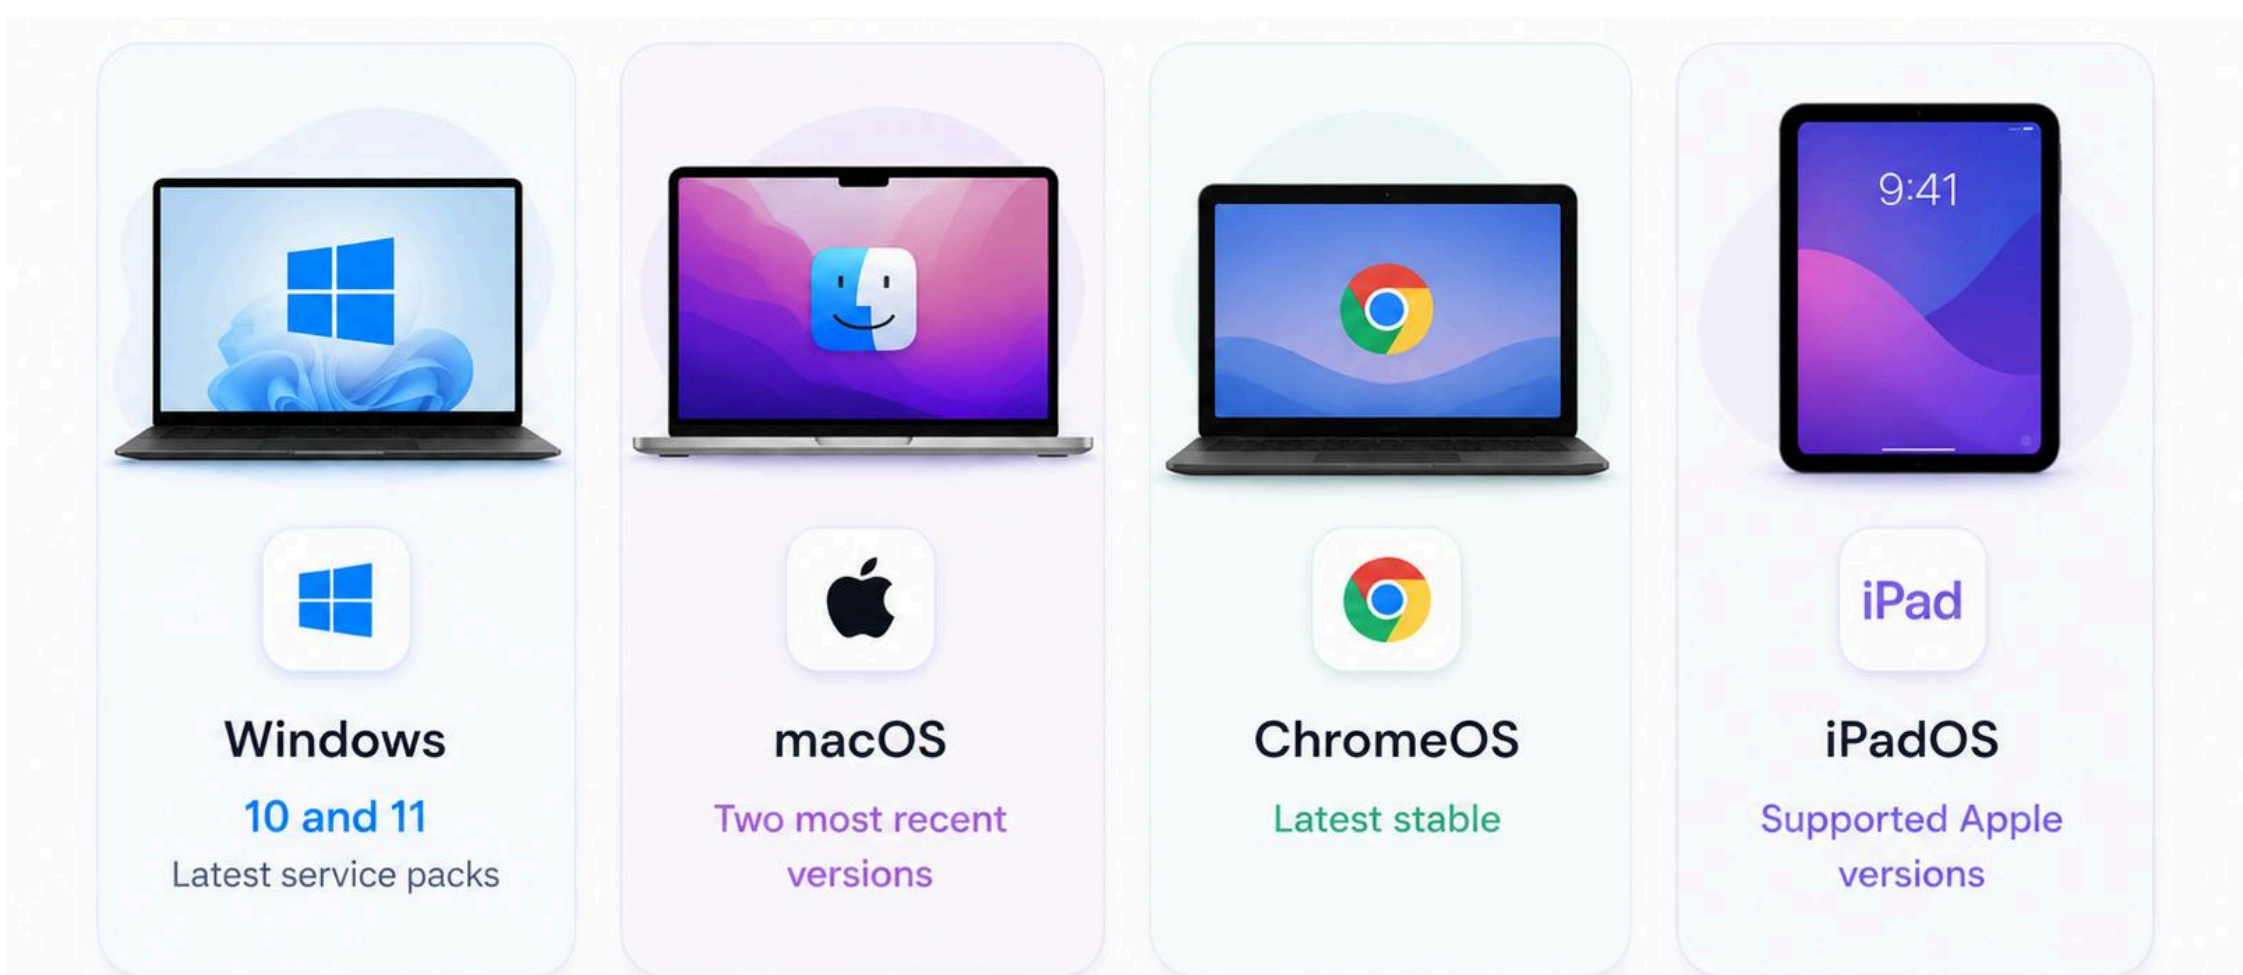 9:41
iPad
Windows
10 and 11
Latest service packs
macOS
Two most recent
versions
ChromeOS
Latest stable
iPadOS
Supported Apple
versions